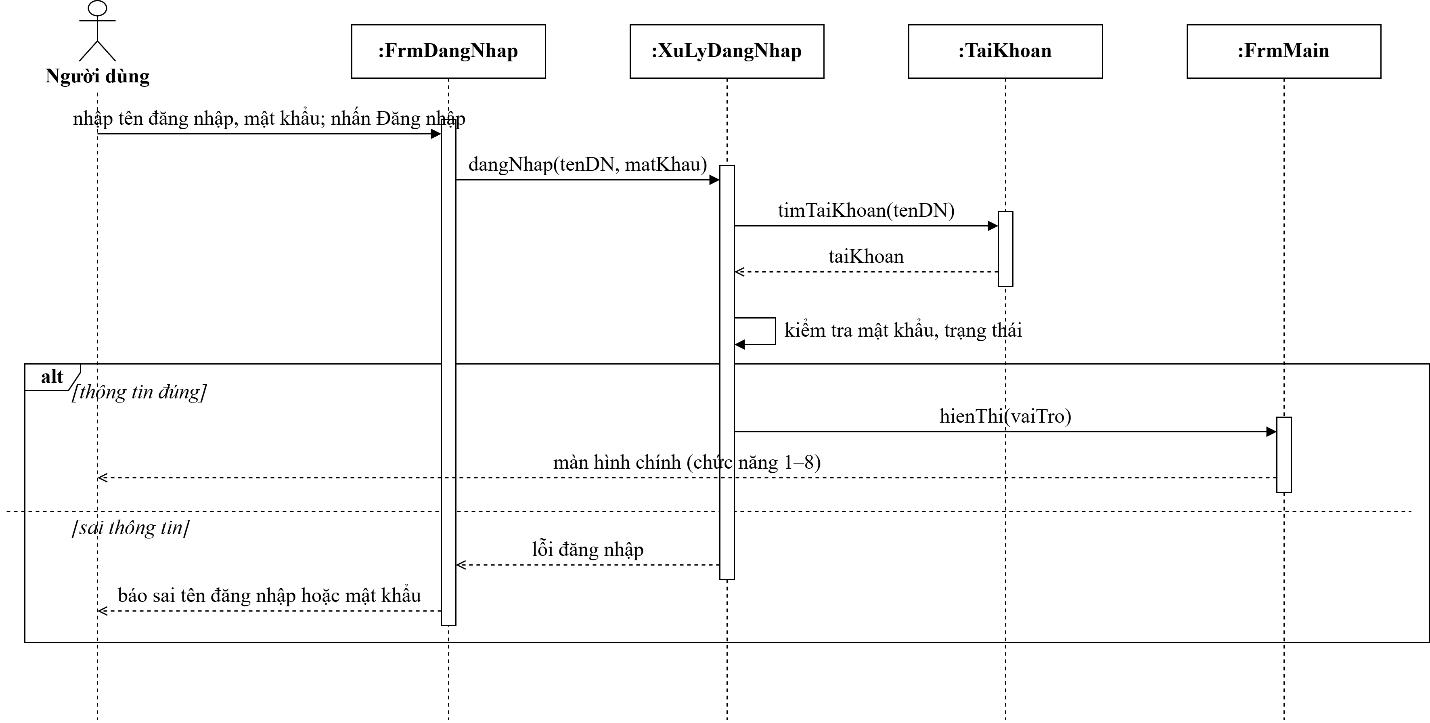 Người dùng
:FrmDangNhap
:XuLyDangNhap
:TaiKhoan
:FrmMain
nhập tên đăng nhập, mật khẩu; nhấn Đăng nhập
dangNhap(tenDN, matKhau)
timTaiKhoan(tenDN)
taiKhoan
kiểm tra mật khẩu, trạng thái
alt
[thông tin đúng]
hienThi(vaiTro)
màn hình chính (chức năng 1–8)
[sai thông tin]
lỗi đăng nhập
báo sai tên đăng nhập hoặc mật khẩu